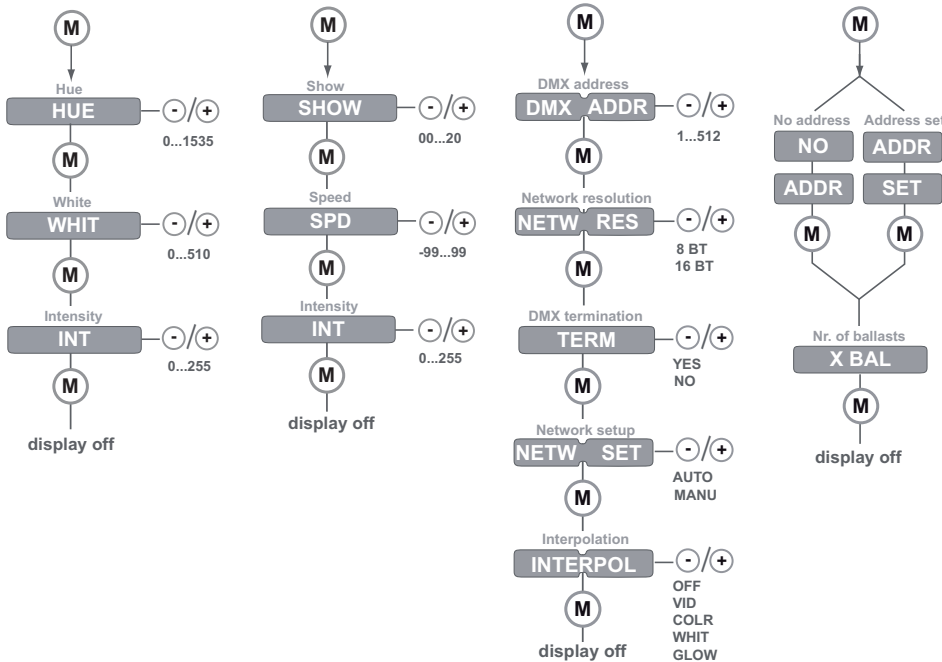 M
Hue
HUE
- / +
0...1535
M
White
WHIT
- / +
0...510
M
Intensity
INT
- / +
0...255
M
display off
M
Show
SHOW
- / +
00...20
M
Speed
SPD
- / +
-99...99
M
Intensity
INT
- / +
0...255
M
display off
M
DMX address
DMX ADDR
- / +
1...512
M
Network resolution
NETW RES
- / +
8 BT
16 BT
M
DMX termination
TERM
- / +
YES
NO
M
Network setup
NETW SET
- / +
AUTO
MANU
M
Interpolation
INTERPOL
- / +
OFF
VID
COLR
WHIT
GLOW
M
display off
M
No address
NO
ADDR
M
Address set
ADDR
SET
M
Nr. of ballasts
X BAL
M
display off